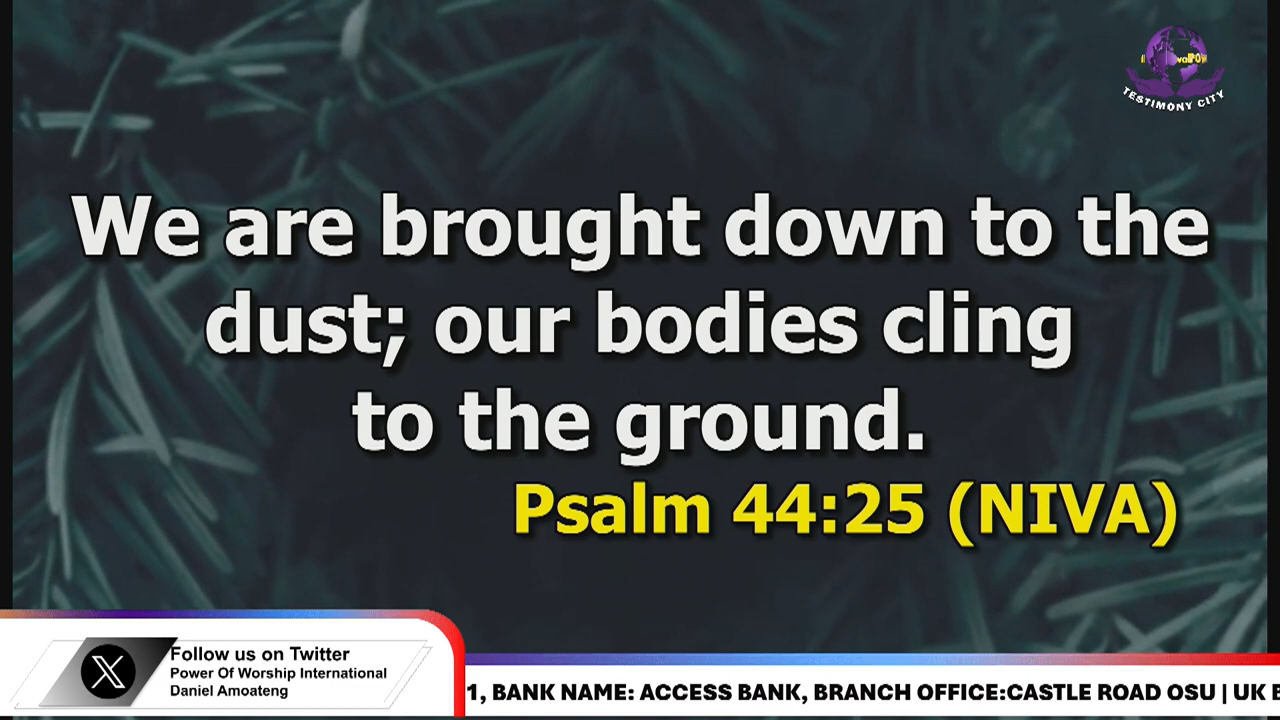 TESTIMONY CITY
We are brought down to the
dust; our bodies cling
to the ground.
Psalm 44:25 (NIVA)
Follow us on Twitter
Power Of Worship International
Daniel Amoateng
1, BANK NAME: ACCESS BANK, BRANCH OFFICE:CASTLE ROAD OSU | UK